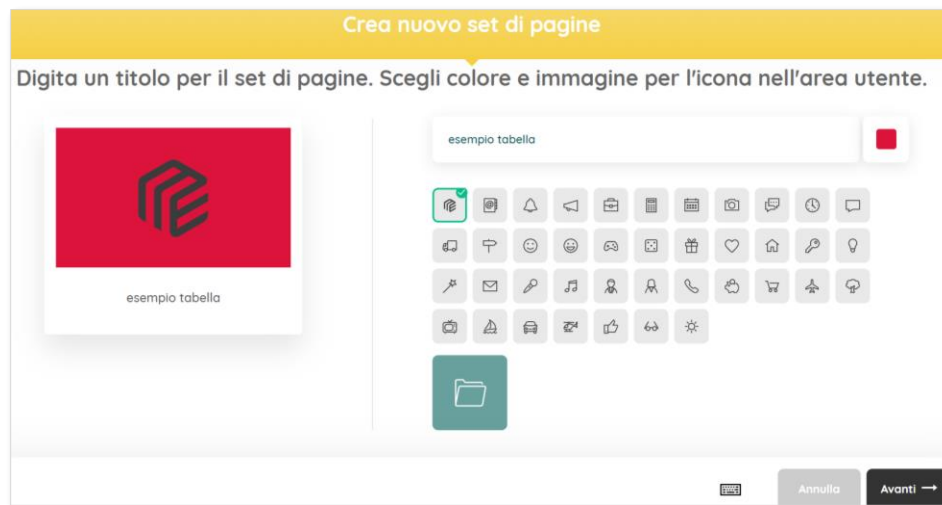 Crea nuovo set di pagine
Digita un titolo per il set di pagine. Scegli colore e immagine per l'icona nell'area utente.
esempio tabella
esempio tabella
Annulla
Avanti →